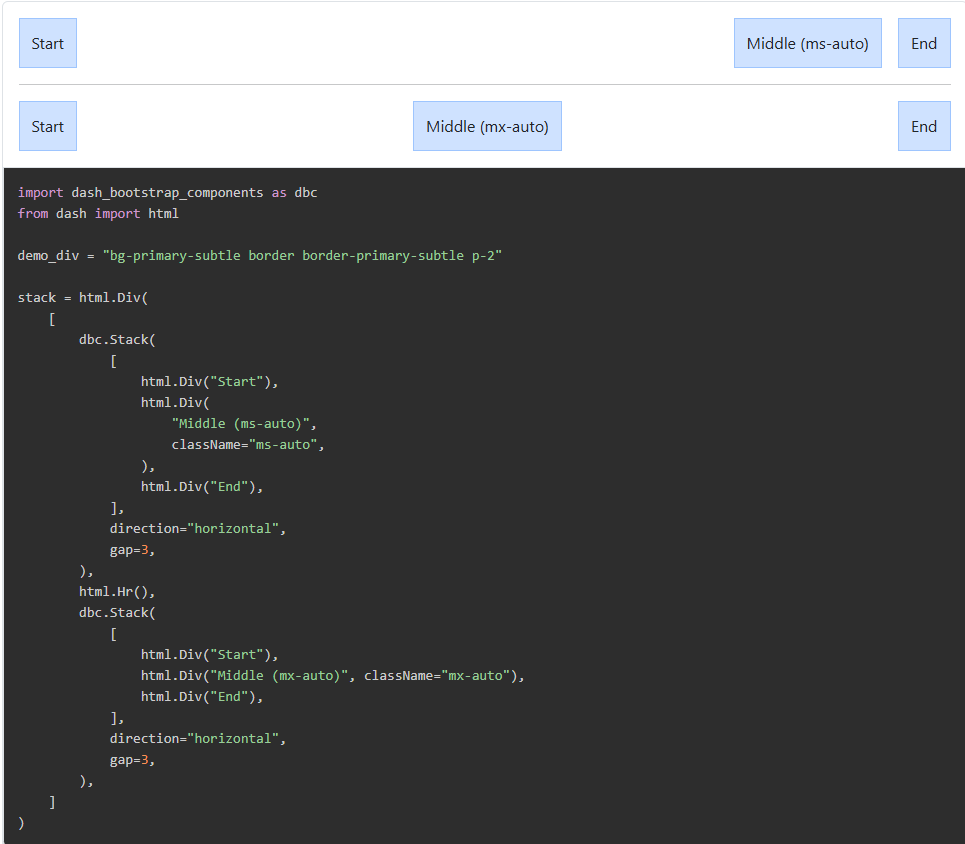 Start Middle (ms-auto) End
Start Middle (mx-auto) End
import dash_bootstrap_components as dbc
from dash import html

demo_div = "bg-primary-subtle border border-primary-subtle p-2"

stack = html.Div(
    [
        dbc.Stack(
            [
                html.Div("Start"),
                html.Div(
                    "Middle (ms-auto)",
                    className="ms-auto",
                ),
                html.Div("End"),
            ],
            direction="horizontal",
            gap=3,
        ),
        html.Hr(),
        dbc.Stack(
            [
                html.Div("Start"),
                html.Div("Middle (mx-auto)", className="mx-auto"),
                html.Div("End"),
            ],
            direction="horizontal",
            gap=3,
        ),
    ]
)